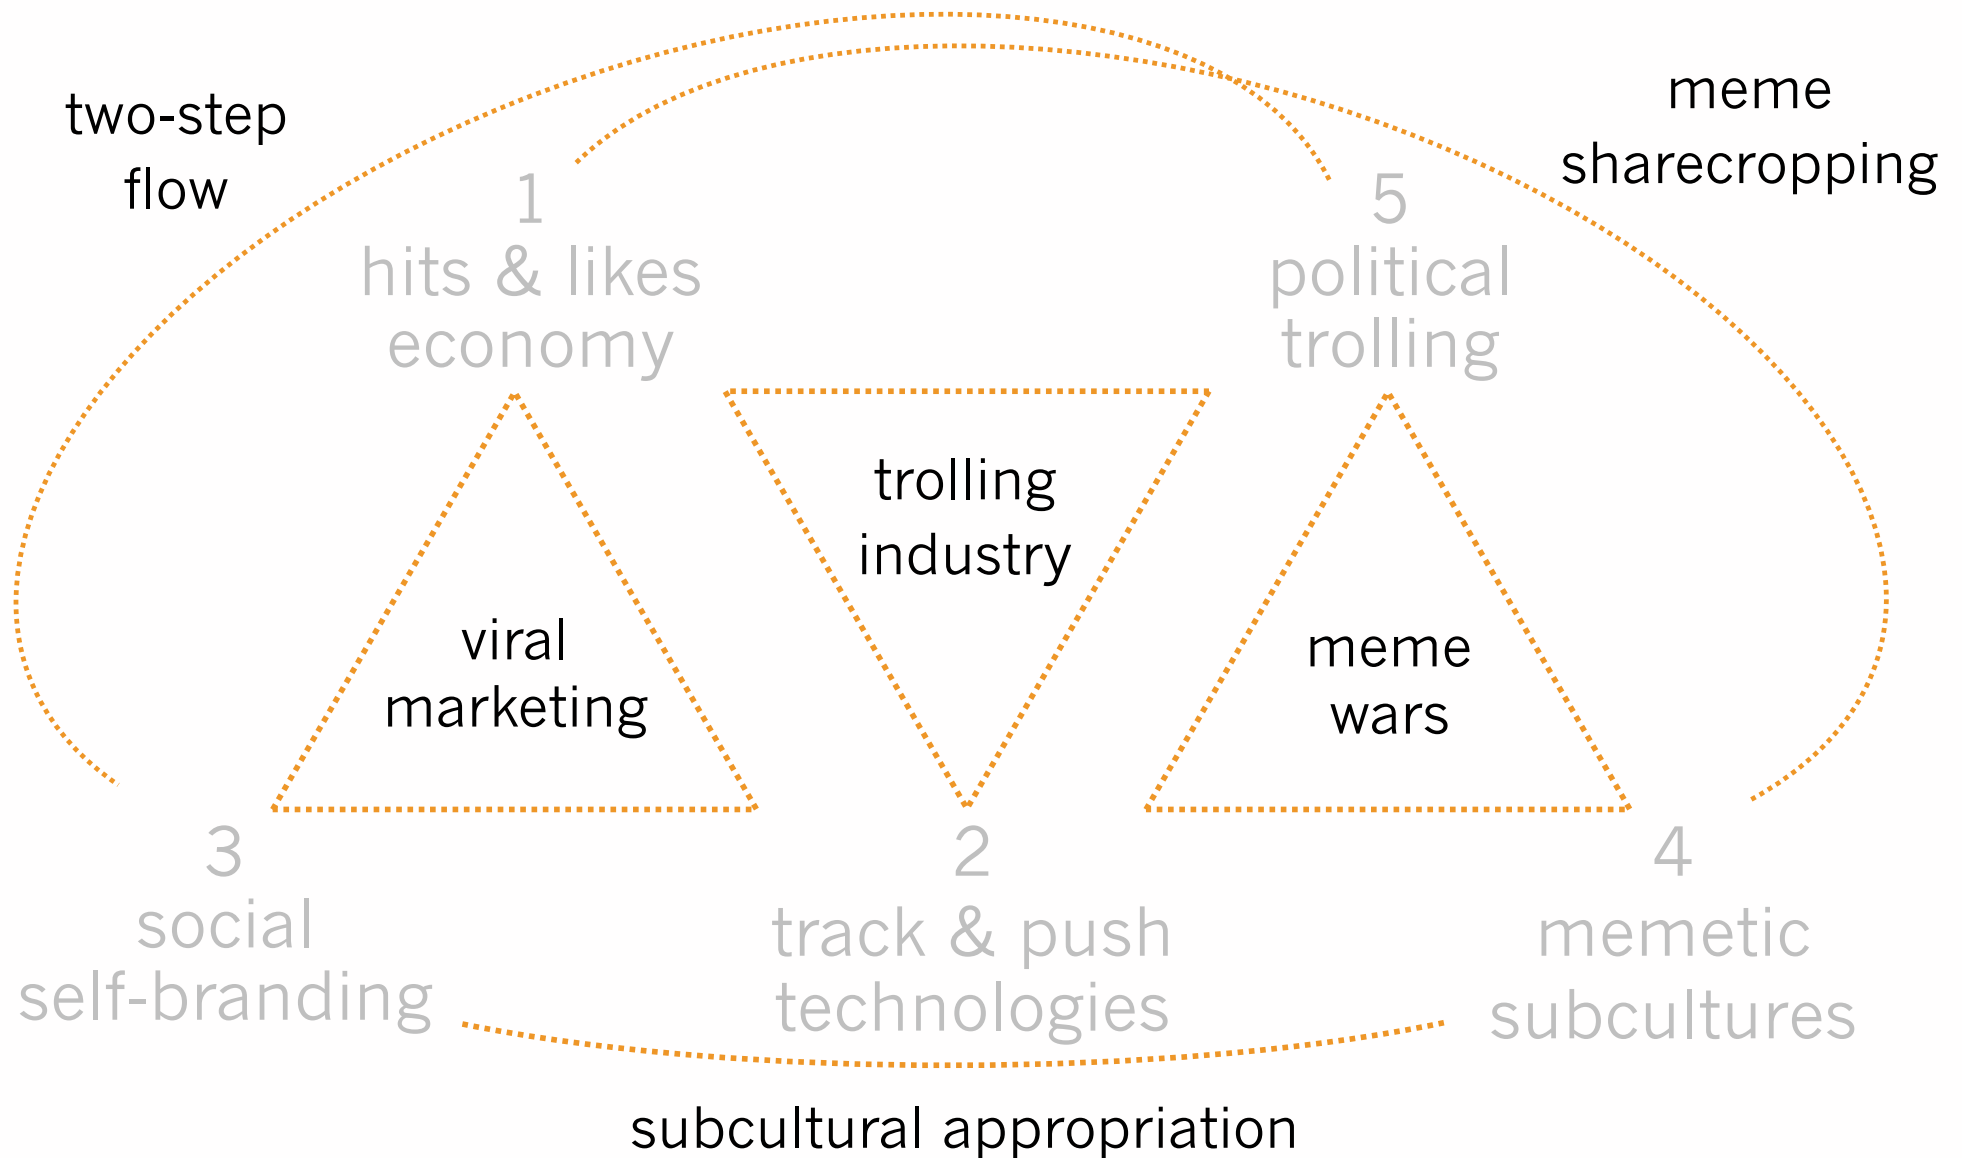 two-step
flow
meme
sharecropping
1
hits & likes
economy
5
political
trolling
trolling
industry
viral
marketing
meme
wars
3
social
self-branding
2
track & push
technologies
4
memetic
subcultures
subcultural appropriation